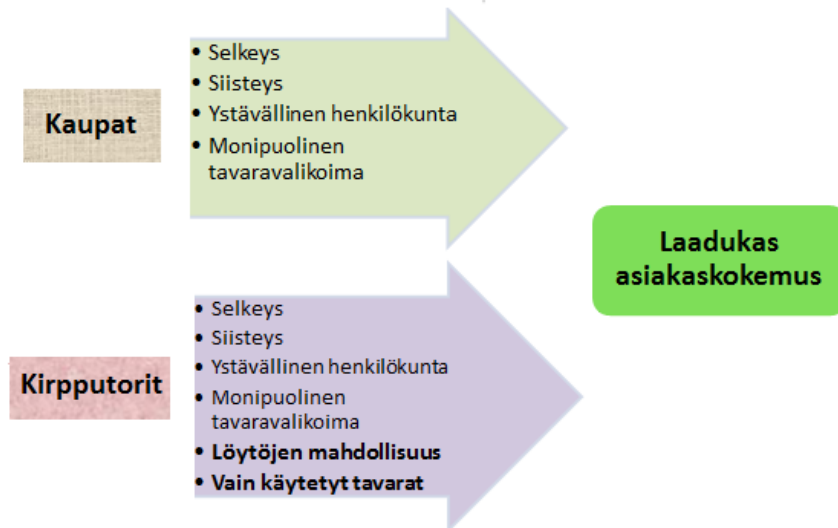 Kaupat
• Selkeys
• Siisteys
• Ystävällinen henkilökunta
• Monipuolinen
tavaravalikoima
Kirpputorit
• Selkeys
• Siisteys
• Ystävällinen henkilökunta
• Monipuolinen
tavaravalikoima
• Löytöjen mahdollisuus
• Vain käytetyt tavarat
Laadukas
asiakaskokemus